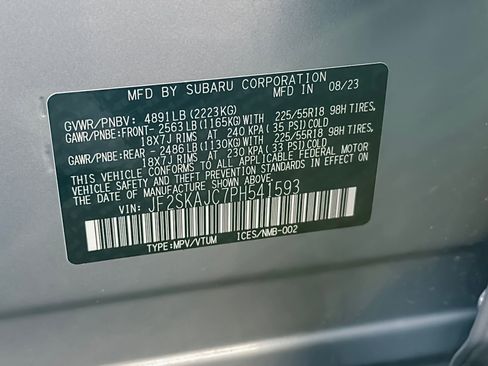 MFD BY SUBARU CORPORATION IN 08/23
GVWR/PNBV: 4891LB (2223KG)
GAWR/PNBE:FRONT- 2563LB(1165KG)WITH 225/55R18 98H TIRES,
18X7J RIMS AT 240 KPA(35 PSI)COLD
GAWR/PNBE:REAR - 2486LB(1130KG)WITH 225/55R18 98H TIRES,
18X7J RIMS AT 230 KPA(33 PSI)COLD
THIS VEHICLE CONFORMS TO ALL APPLICABLE FEDERAL MOTOR
VEHICLE SAFETY AND THEFT PREVENTION STANDARDS IN EFFECT ON
THE DATE OF MANUFACTURE SHOWN ABOVE.
VIN: JF2SKAJC7PH541593
TYPE:MPV/VTUM ICES/NMB-002